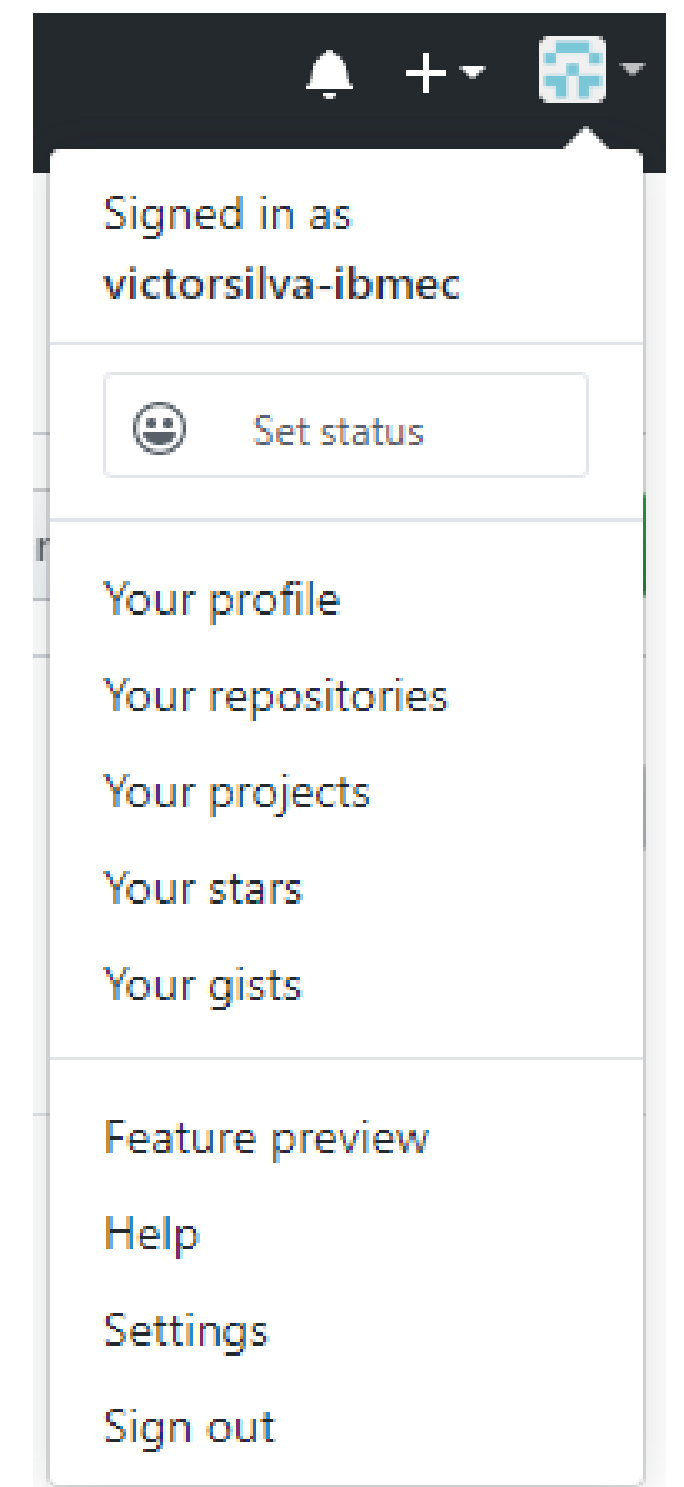 Signed in as
victorsilva-ibmec
Set status
Your profile
Your repositories
Your projects
Your stars
Your gists
Feature preview
Help
Settings
Sign out